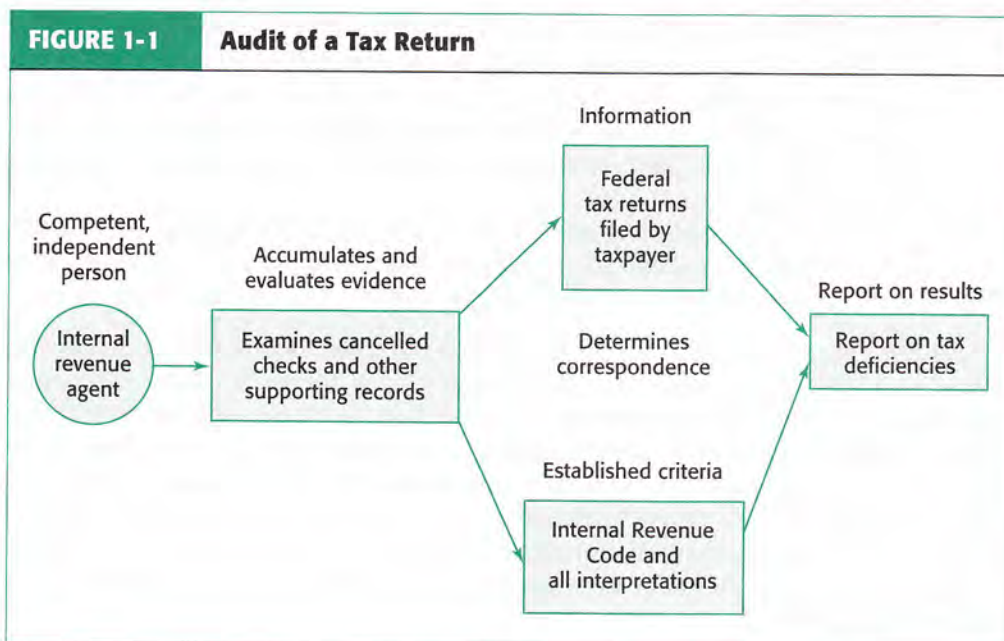 FIGURE 1-1 Audit of a Tax Return
Competent,
independent
person
Internal
revenue
agent
Accumulates and
evaluates evidence
Examines cancelled
checks and other
supporting records
Information
Federal
tax returns
filed by
taxpayer
Determines
correspondence
Established criteria
Internal Revenue
Code and
all interpretations
Report on results
Report on tax
deficiencies